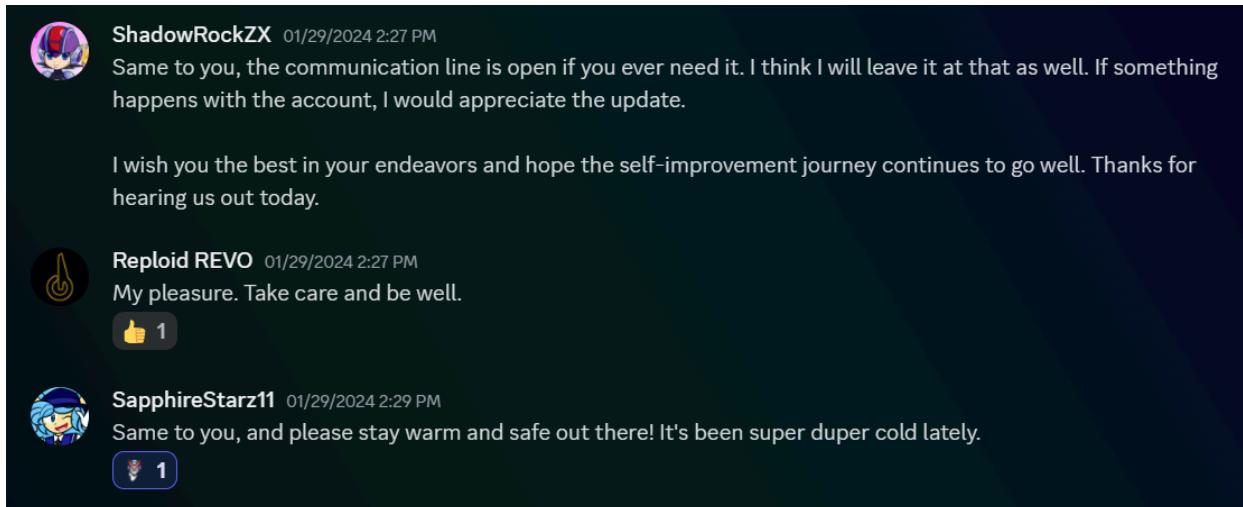 ShadowRockZX 01/29/2024 2:27 PM
Same to you, the communication line is open if you ever need it. I think I will leave it at that as well. If something
happens with the account, I would appreciate the update.
I wish you the best in your endeavors and hope the self-improvement journey continues to go well. Thanks for
hearing us out today.
Reploid REVO 01/29/2024 2:27 PM
My pleasure. Take care and be well.
👍 1
SapphireStarz11 01/29/2024 2:29 PM
Same to you, and please stay warm and safe out there! It's been super duper cold lately.
1